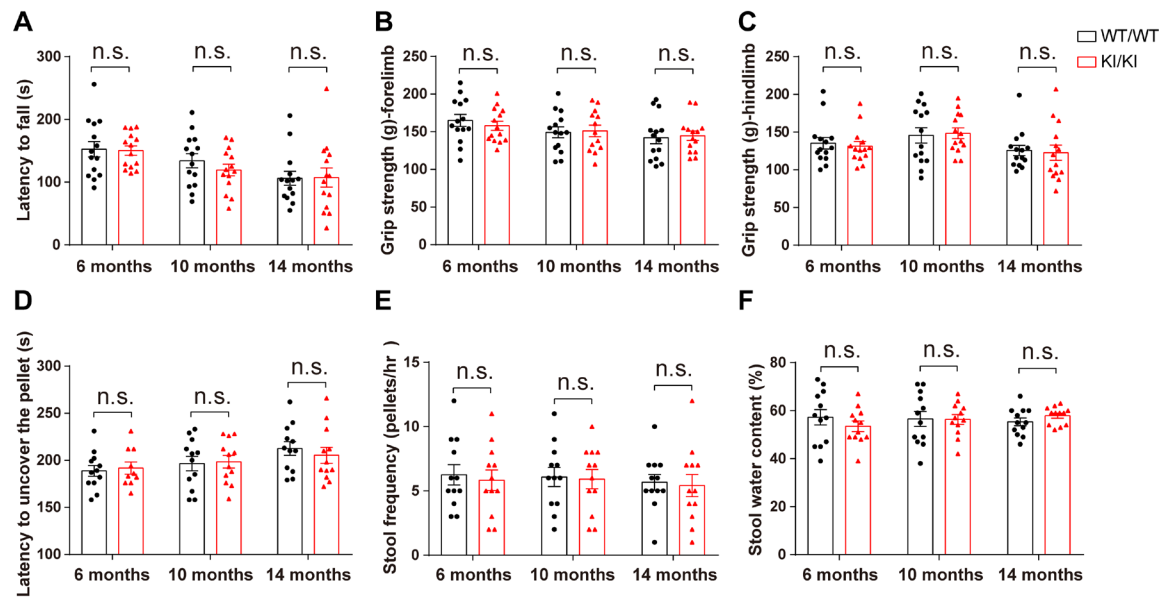 A
B
C
WT/WT
KI/KI
Latency to fall (s)
300
200
100
0
n.s.
n.s.
n.s.
6 months
10 months
14 months
Grip strength (g)-forelimb
250
200
150
100
50
0
n.s.
n.s.
n.s.
6 months
10 months
14 months
Grip strength (g)-hindlimb
250
200
150
100
50
0
n.s.
n.s.
n.s.
6 months
10 months
14 months
D
E
F
Latency to uncover the pellet (s)
300
250
200
150
100
n.s.
n.s.
n.s.
6 months
10 months
14 months
Stool frequency (pellets/hr )
15
10
5
0
n.s.
n.s.
n.s.
6 months
10 months
14 months
Stool water content (%)
80
60
40
20
0
n.s.
n.s.
n.s.
6 months
10 months
14 months